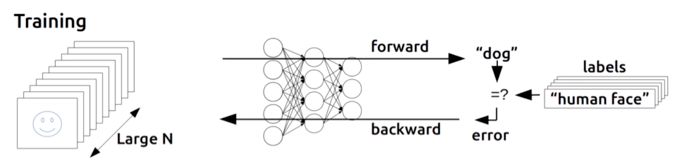 Training
forward
"dog"
labels
=?
"human face"
Large N
backward
error